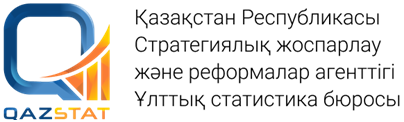 QAZSTAT
Қазақстан Республикасы
Стратегиялық жоспарлау
және реформалар агенттігі
Ұлттық статистика бюросы